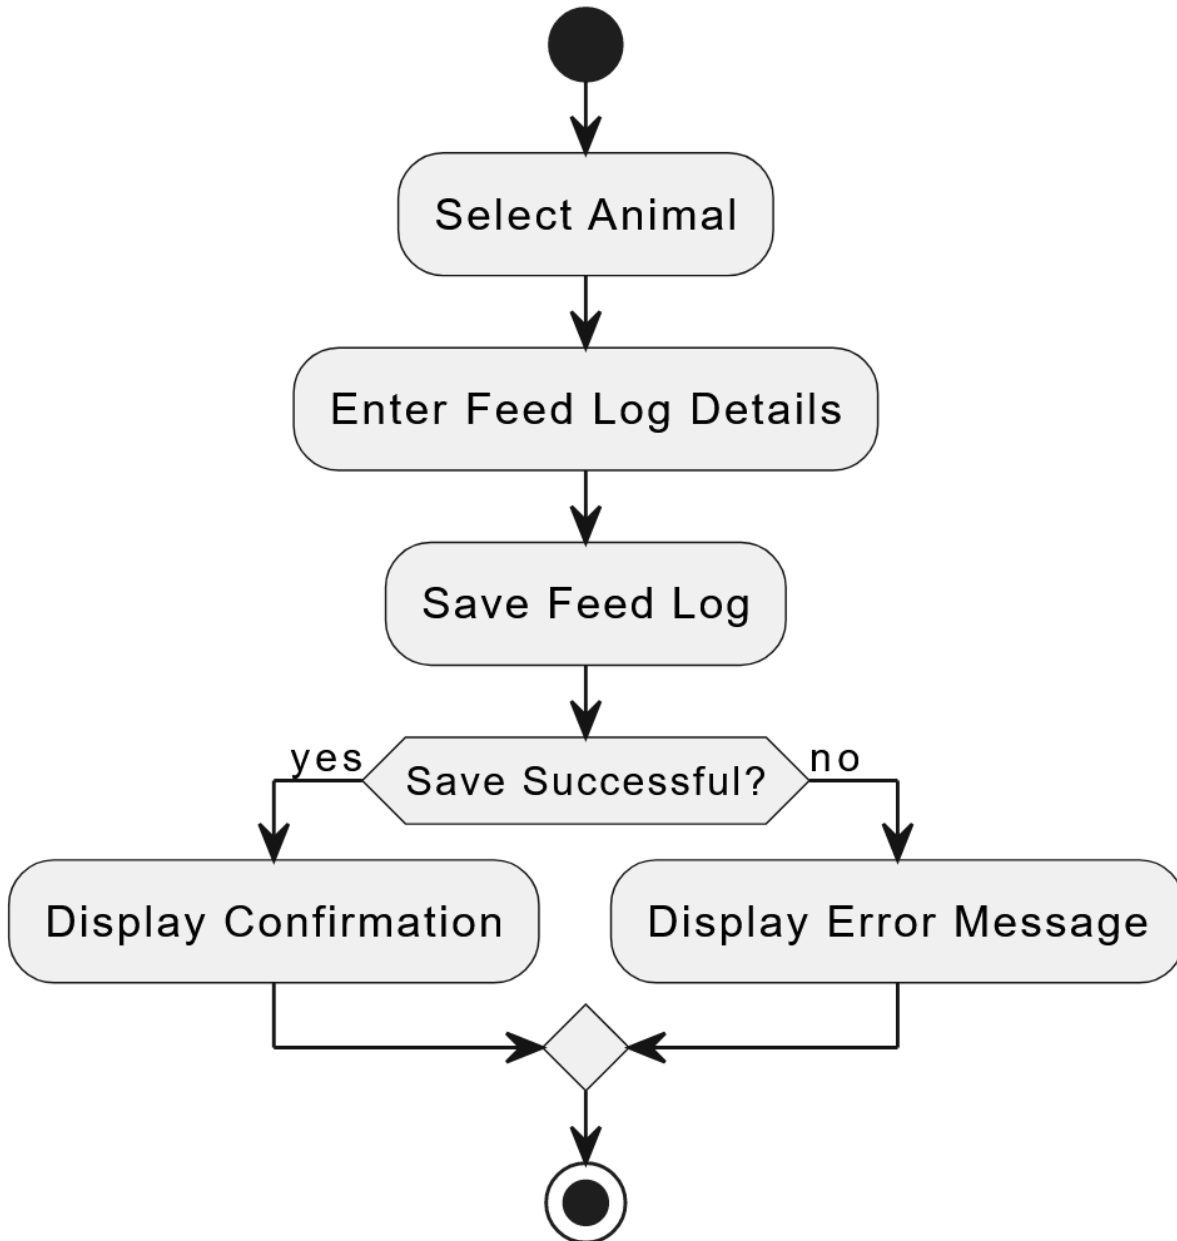 Select Animal
Enter Feed Log Details
Save Feed Log
yes
Save Successful?
no
Display Confirmation
Display Error Message